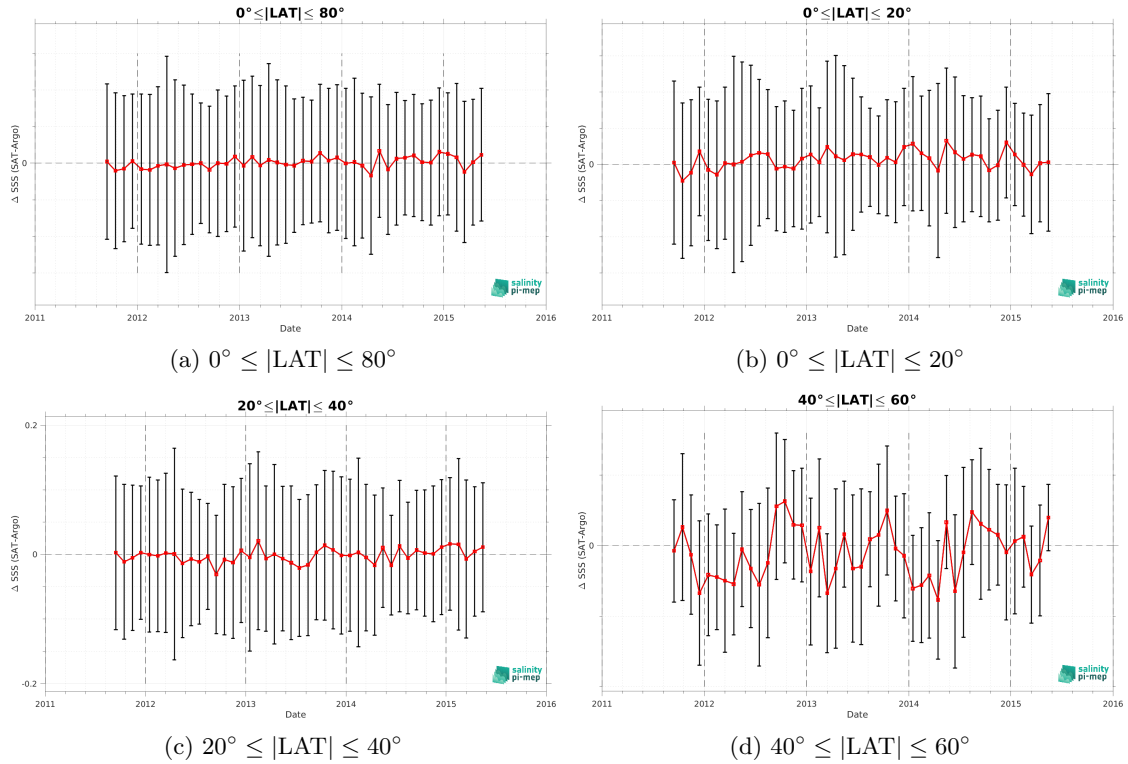 0°≤|LAT|≤ 80°
Δ SSS (SAT-Argo)
0
2011 2012 2013 2014 2015 2016
Date
salinity
pi-mep
(a) 0° ≤ |LAT| ≤ 80°
0°≤|LAT|≤ 20°
Δ SSS (SAT-Argo)
0
2011 2012 2013 2014 2015 2016
Date
salinity
pi-mep
(b) 0° ≤ |LAT| ≤ 20°
20°≤|LAT|≤ 40°
Δ SSS (SAT-Argo)
0.2
0
-0.2
2011 2012 2013 2014 2015 2016
Date
salinity
pi-mep
(c) 20° ≤ |LAT| ≤ 40°
40°≤|LAT|≤ 60°
Δ SSS (SAT-Argo)
0
2011 2012 2013 2014 2015 2016
Date
salinity
pi-mep
(d) 40° ≤ |LAT| ≤ 60°